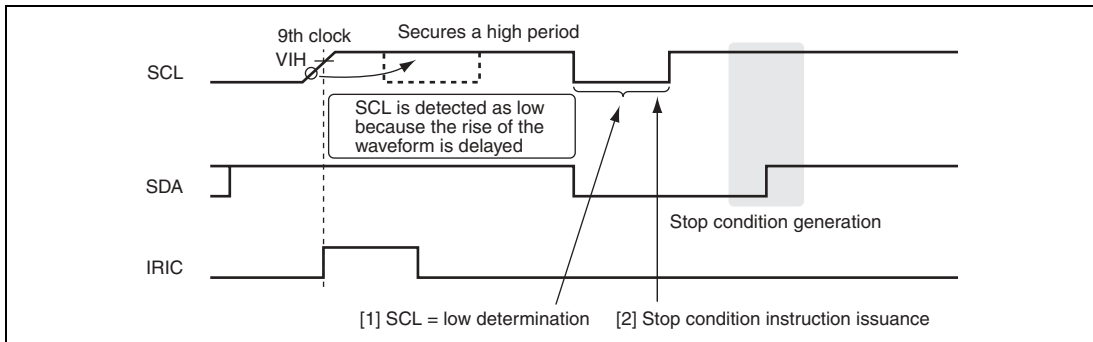 9th clock
Secures a high period
VIH
SCL
SCL is detected as low
because the rise of the
waveform is delayed
SDA
Stop condition generation
IRIC
[1] SCL = low determination
[2] Stop condition instruction issuance